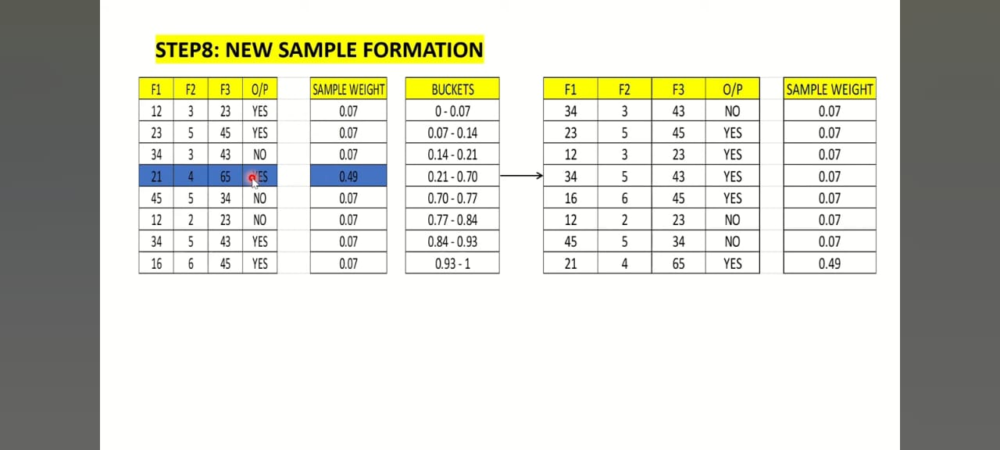 STEP8: NEW SAMPLE FORMATION
F1 F2 F3 O/P SAMPLE WEIGHT BUCKETS F1 F2 F3 O/P SAMPLE WEIGHT
12 3 23 YES 0.07 0 - 0.07 34 3 43 NO 0.07
23 5 45 YES 0.07 0.07 - 0.14 23 5 45 YES 0.07
34 3 43 NO 0.07 0.14 - 0.21 12 3 23 YES 0.07
21 4 65 YES 0.49 0.21 - 0.70 34 5 43 YES 0.07
45 5 34 NO 0.07 0.70 - 0.77 16 6 45 YES 0.07
12 2 23 NO 0.07 0.77 - 0.84 12 2 23 NO 0.07
34 5 43 YES 0.07 0.84 - 0.93 45 5 34 NO 0.07
16 6 45 YES 0.07 0.93 - 1 21 4 65 YES 0.49